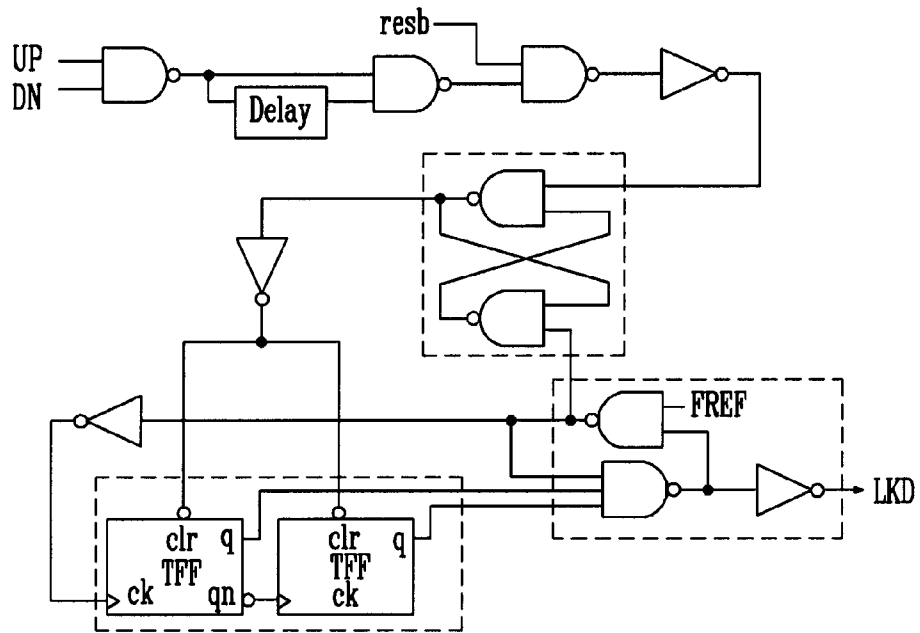 resb
UP
DN
Delay
FREF
LKD
clr q
TFF
ck qn
clr q
TFF
ck